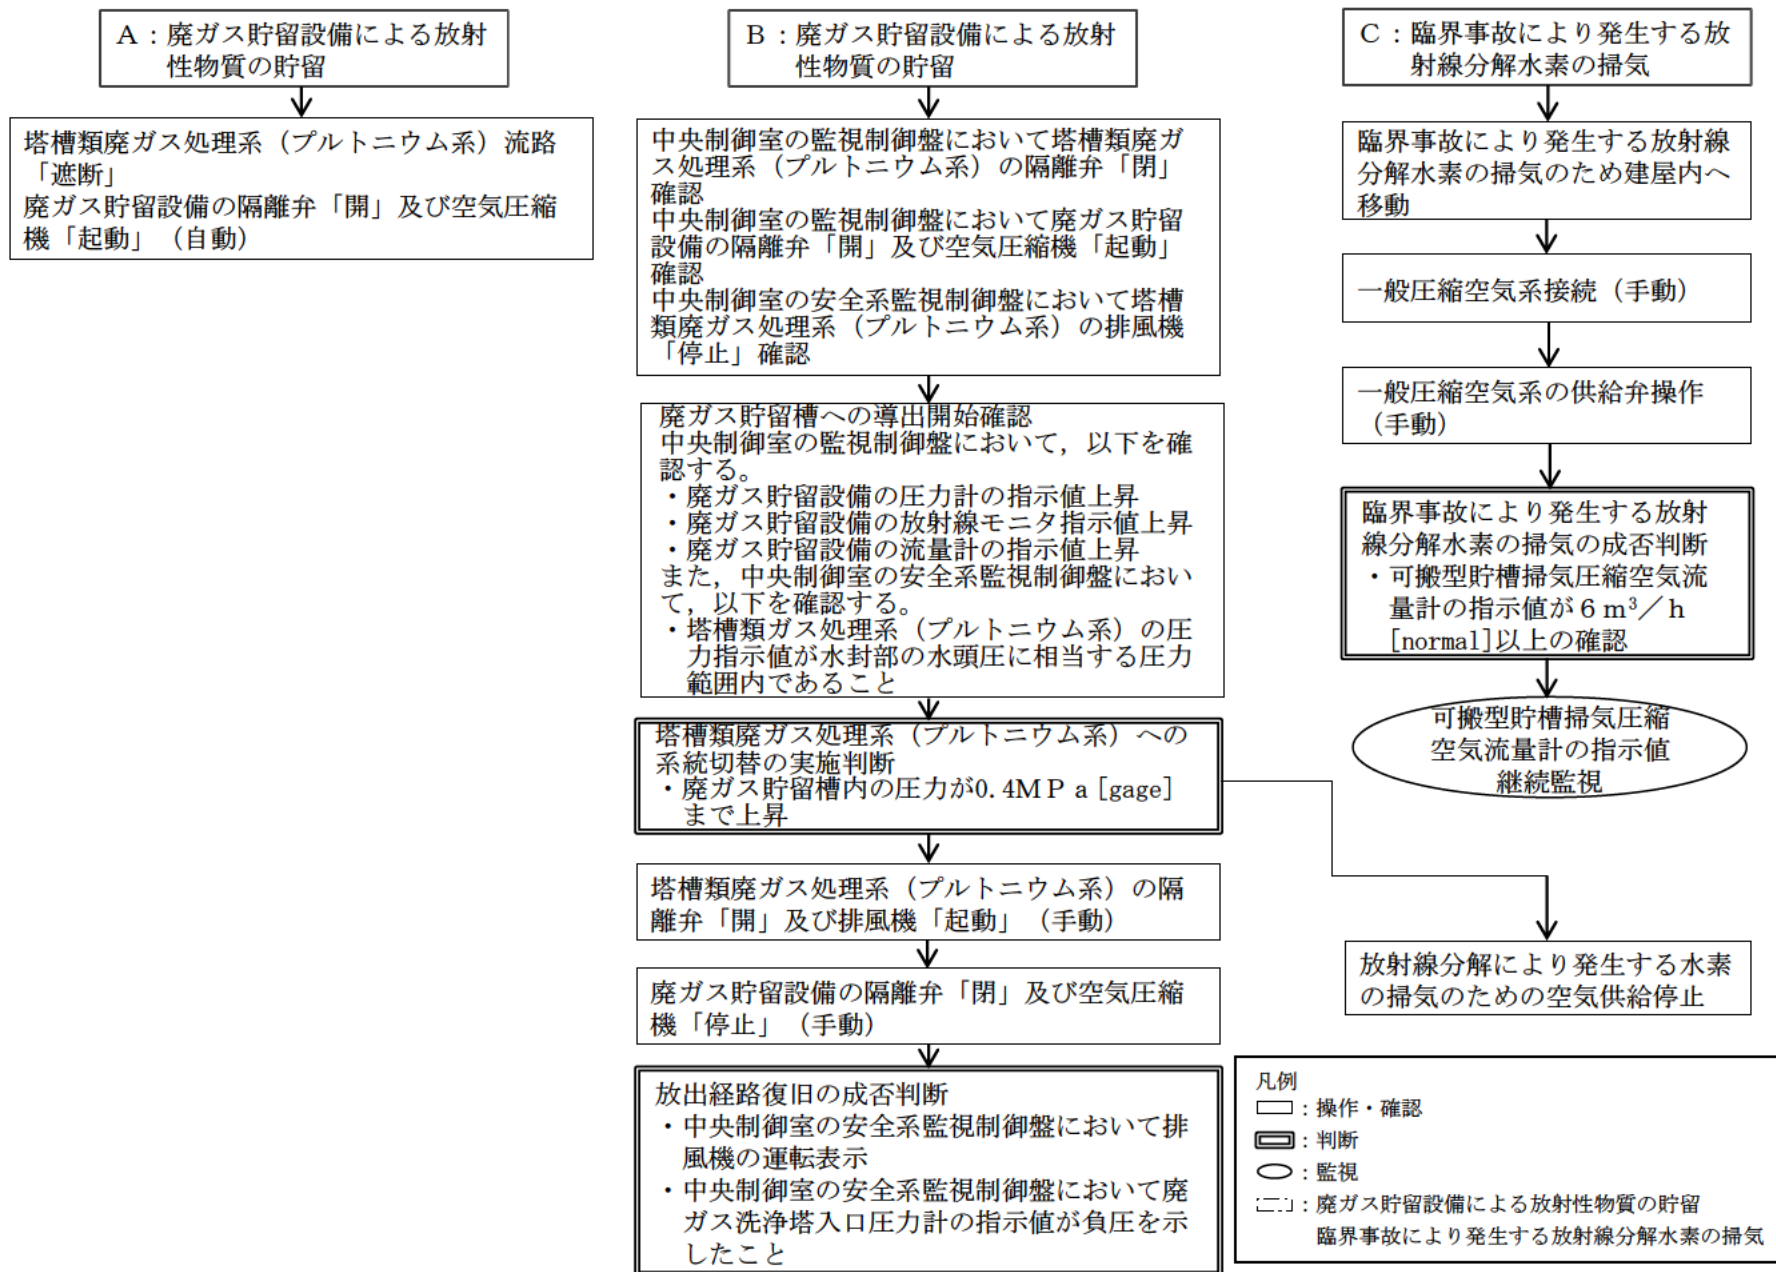 A：廃ガス貯留設備による放射
性物質の貯留
塔槽類廃ガス処理系（プルトニウム系）流路
「遮断」
廃ガス貯留設備の隔離弁「開」及び空気圧縮
機「起動」（自動）
B：廃ガス貯留設備による放射
性物質の貯留
中央制御室の監視制御盤において塔槽類廃ガ
ス処理系（プルトニウム系）の隔離弁「閉」
確認
中央制御室の監視制御盤において廃ガス貯留
設備の隔離弁「開」及び空気圧縮機「起動」
確認
中央制御室の安全系監視制御盤において塔槽
類廃ガス処理系（プルトニウム系）の排風機
「停止」確認
廃ガス貯留槽への導出開始確認
中央制御室の監視制御盤において，以下を確
認する。
・廃ガス貯留設備の圧力計の指示値上昇
・廃ガス貯留設備の放射線モニタ指示値上昇
・廃ガス貯留設備の流量計の指示値上昇
また，中央制御室の安全系監視制御盤におい
て，以下を確認する。
・塔槽類ガス処理系（プルトニウム系）の圧
力指示値が水封部の水頭圧に相当する圧力
範囲内であること
塔槽類廃ガス処理系（プルトニウム系）への
系統切替の実施判断
・廃ガス貯留槽内の圧力が0.4MPa[gage]
まで上昇
塔槽類廃ガス処理系（プルトニウム系）の隔
離弁「開」及び排風機「起動」（手動）
廃ガス貯留設備の隔離弁「閉」及び空気圧縮
機「停止」（手動）
放出経路復旧の成否判断
・中央制御室の安全系監視制御盤において排
風機の運転表示
・中央制御室の安全系監視制御盤において廃
ガス洗浄塔入口圧力計の指示値が負圧を示
したこと
C：臨界事故により発生する放
射線分解水素の掃気
臨界事故により発生する放射線
分解水素の掃気のため建屋内へ
移動
一般圧縮空気系接続（手動）
一般圧縮空気系の供給弁操作
（手動）
臨界事故により発生する放射
線分解水素の掃気の成否判断
・可搬型貯槽掃気圧縮空気流
量計の指示値が６m³／h
[normal]以上の確認
可搬型貯槽掃気圧縮
空気流量計の指示値
継続監視
放射線分解により発生する水素
の掃気のための空気供給停止
凡例
：操作・確認
：判断
：監視
：廃ガス貯留設備による放射性物質の貯留
臨界事故により発生する放射線分解水素の掃気